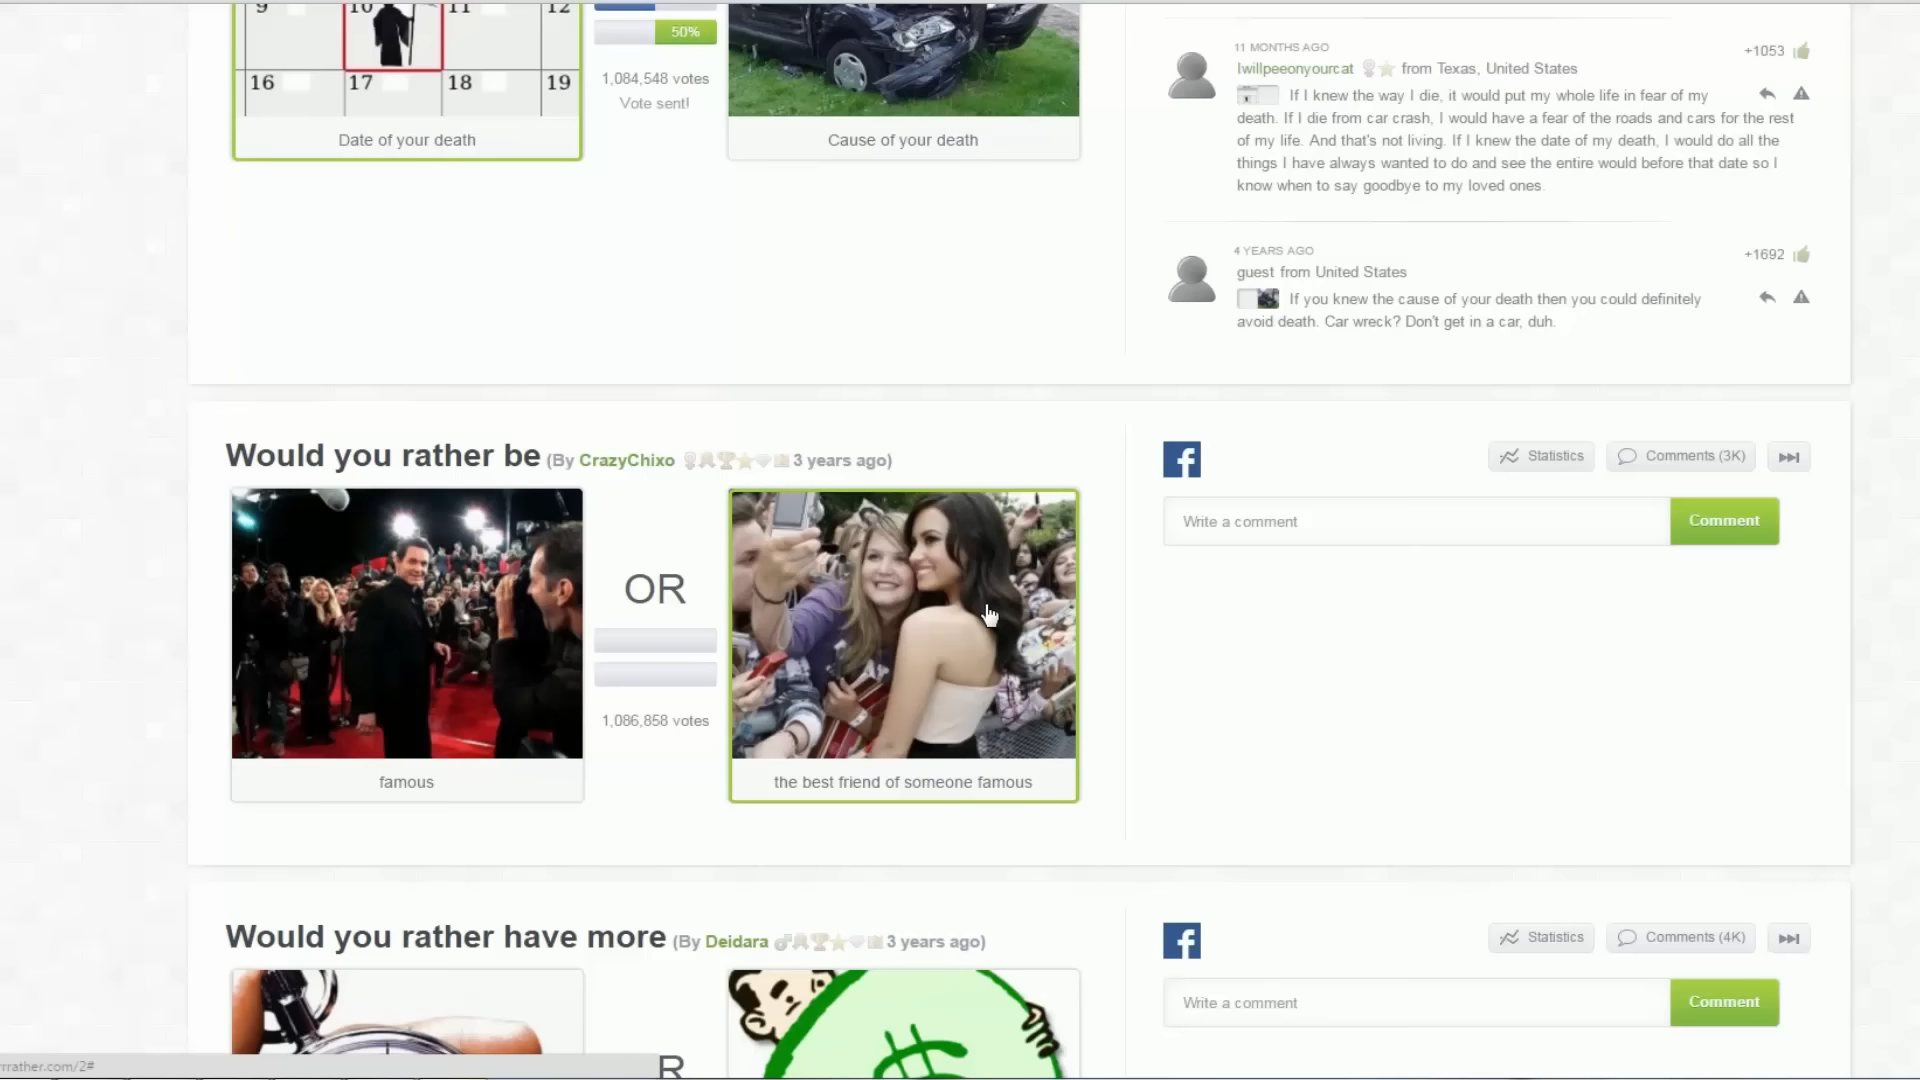 9 10 11 12
50%
16 17 18 19
1,084,548 votes
Vote sent!
Date of your death
Cause of your death
11 MONTHS AGO
+1053
Iwillpeeonyourcat from Texas, United States
If I knew the way I die, it would put my whole life in fear of my
death. If I die from car crash, I would have a fear of the roads and cars for the rest
of my life. And that's not living. If I knew the date of my death, I would do all the
things I have always wanted to do and see the entire would before that date so I
know when to say goodbye to my loved ones.
4 YEARS AGO
+1692
guest from United States
If you knew the cause of your death then you could definitely
avoid death. Car wreck? Don't get in a car, duh.
Would you rather be (By CrazyChixo 3 years ago)
OR
1,086,858 votes
famous
the best friend of someone famous
f
Statistics
Comments (3K)
Write a comment
Comment
Would you rather have more (By Deidara 3 years ago)
$
f
Statistics
Comments (4K)
Write a comment
Comment
rrrather.com/2#
R